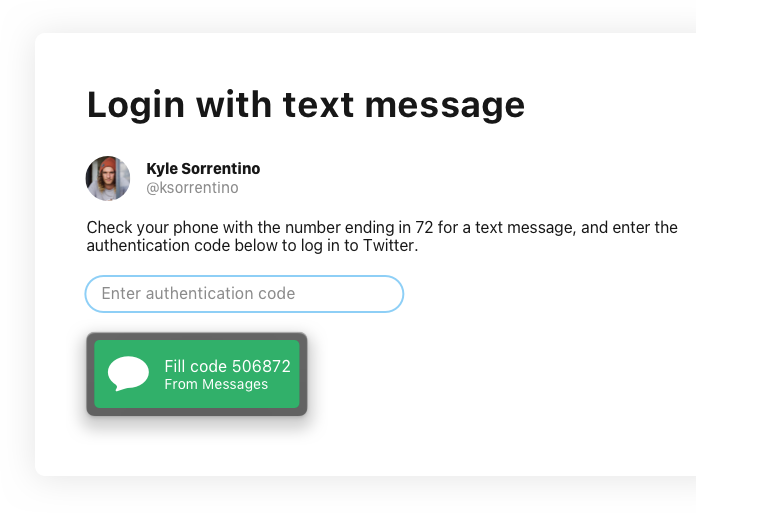 Login with text message
Kyle Sorrentino
@ksorrentino
Check your phone with the number ending in 72 for a text message, and enter the
authentication code below to log in to Twitter.
Enter authentication code
Fill code 506872
From Messages